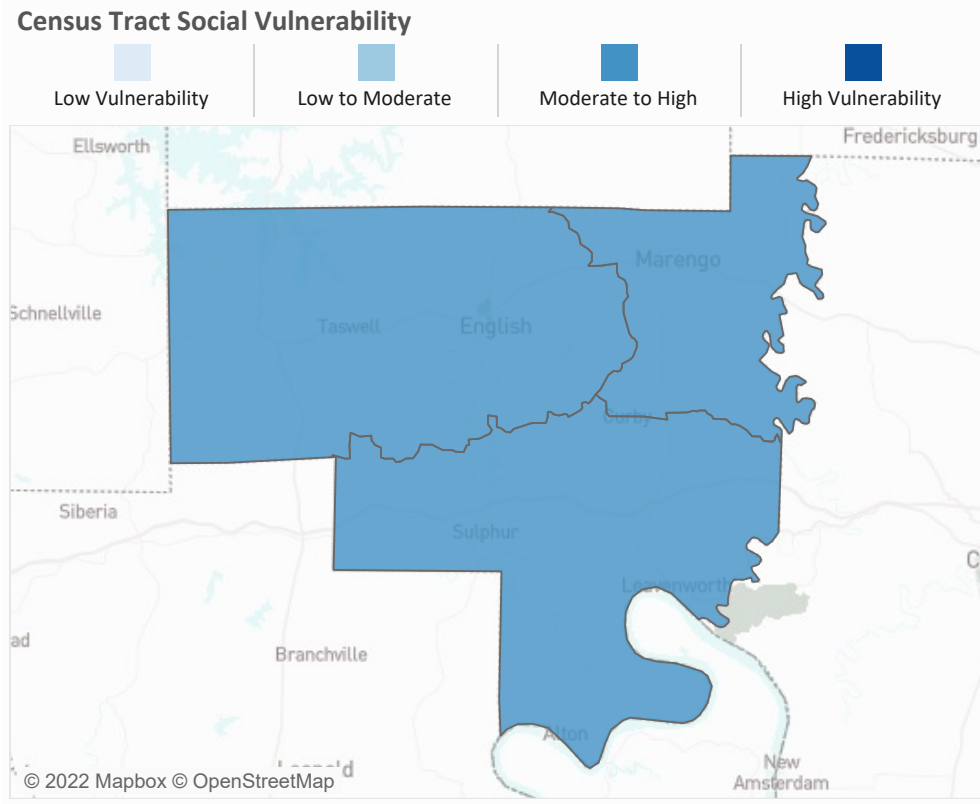 Census Tract Social Vulnerability
Low Vulnerability
Low to Moderate
Moderate to High
High Vulnerability
Ellsworth
Fredericksburg
Marengo
Schnellville
Taswell
English
Curby
Siberia
Sulphur
Leavenworth
Branchville
Alton
New
Amsterdam
© 2022 Mapbox © OpenStreetMap